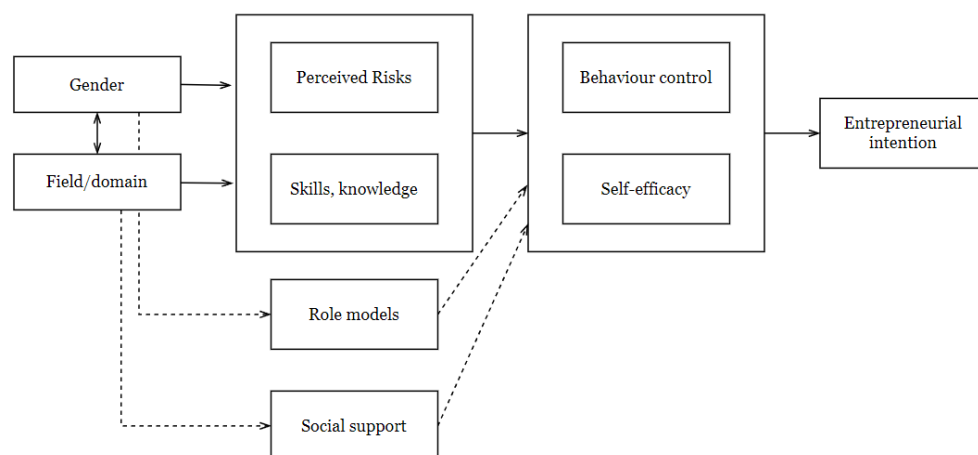 Gender
Field/domain
Perceived Risks
Skills, knowledge
Role models
Social support
Behaviour control
Self-efficacy
Entrepreneurial
intention